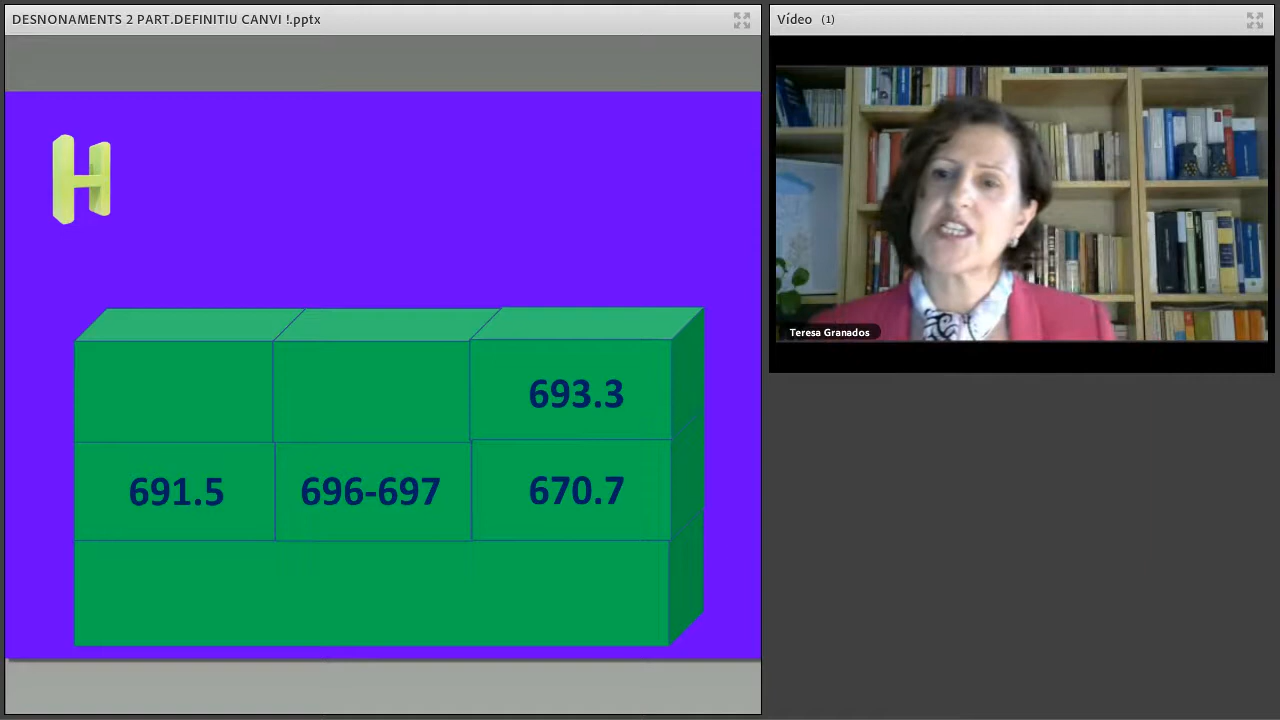 DESNONAMENTS 2 PART.DEFINITIU CANVI !.pptx
Vídeo (1)
H
693.3
691.5 696-697 670.7
Teresa Granados